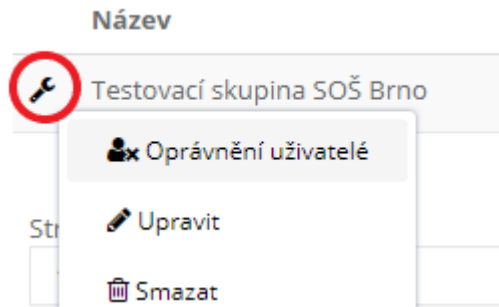 Název
Testovací skupina SOŠ Brno
Oprávnění uživatelé
Upravit
Smazat